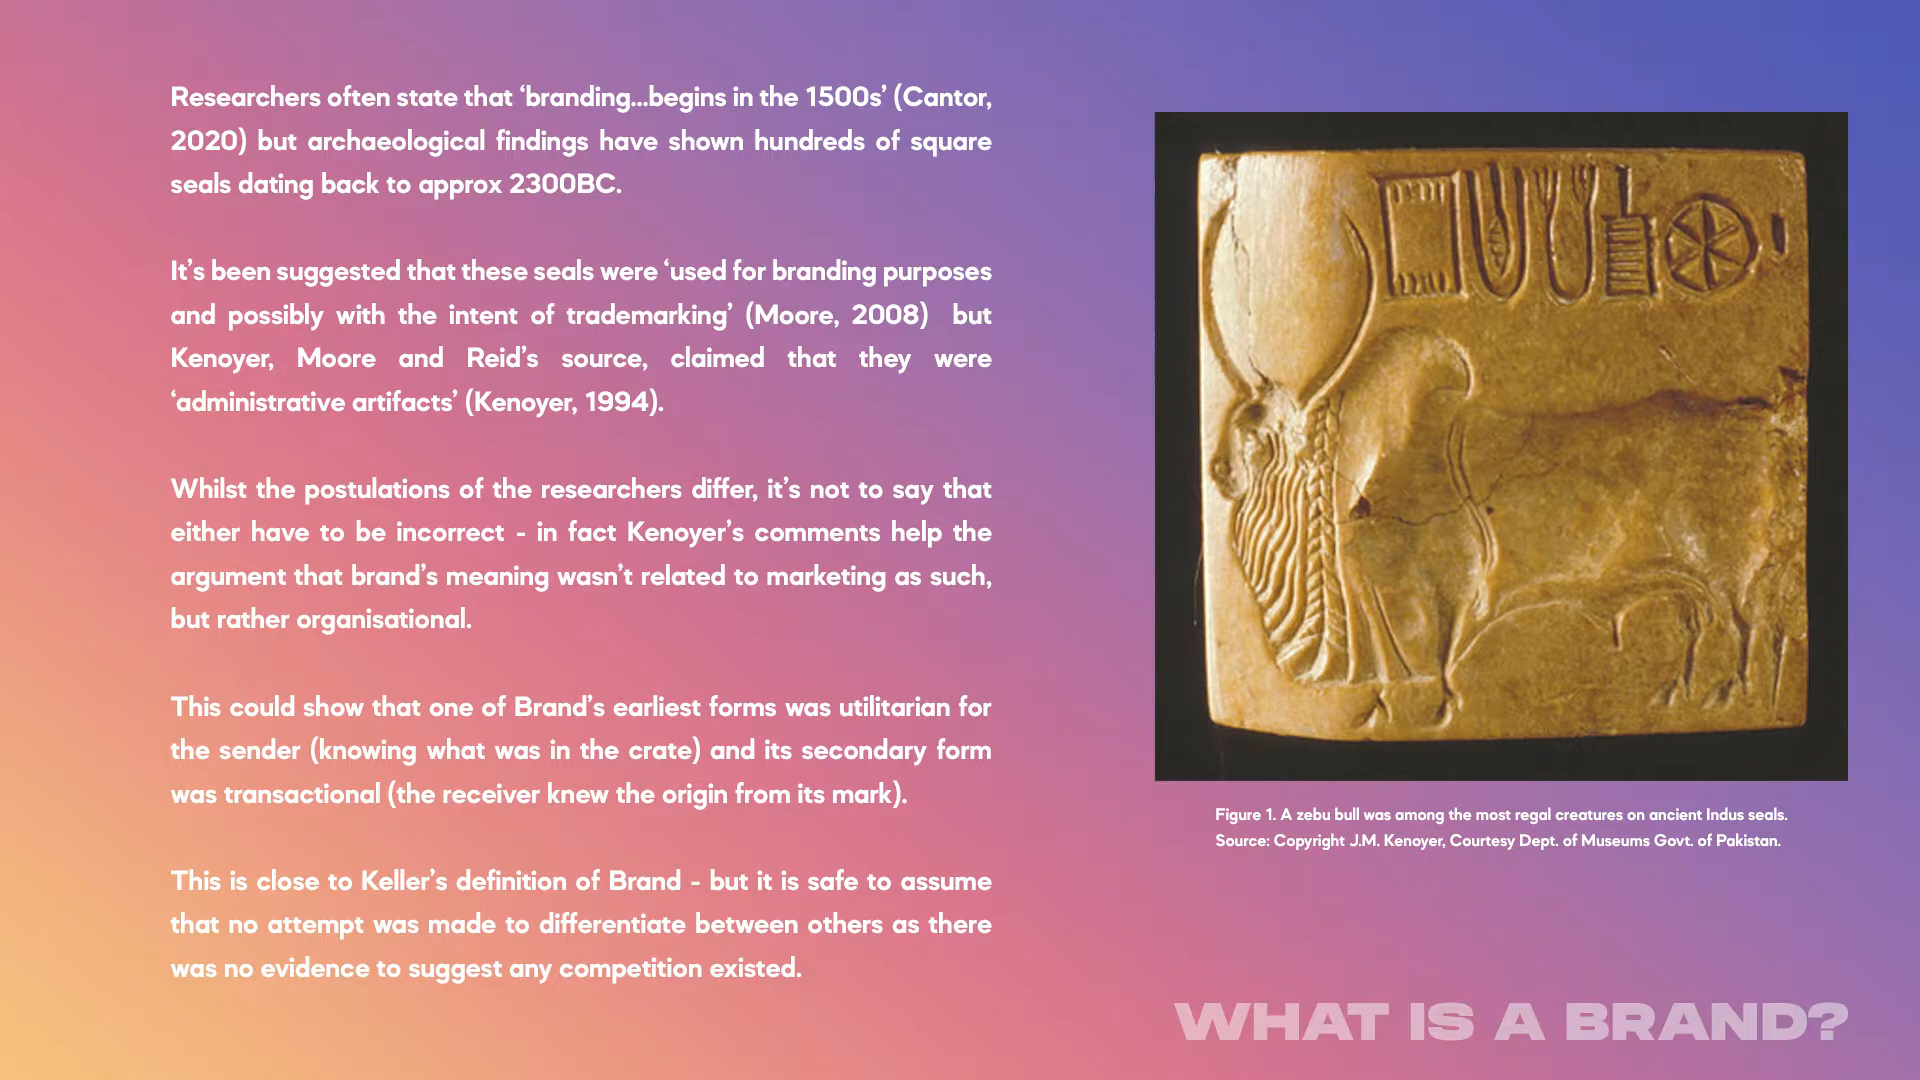 Researchers often state that ‘branding...begins in the 1500s’ (Cantor,
2020) but archaeological findings have shown hundreds of square
seals dating back to approx 2300BC.
It’s been suggested that these seals were ‘used for branding purposes
and possibly with the intent of trademarking’ (Moore, 2008) but
Kenoyer, Moore and Reid’s source, claimed that they were
‘administrative artifacts’ (Kenoyer, 1994).
Whilst the postulations of the researchers differ, it’s not to say that
either have to be incorrect - in fact Kenoyer’s comments help the
argument that brand’s meaning wasn’t related to marketing as such,
but rather organisational.
This could show that one of Brand’s earliest forms was utilitarian for
the sender (knowing what was in the crate) and its secondary form
was transactional (the receiver knew the origin from its mark).
This is close to Keller’s definition of Brand - but it is safe to assume
that no attempt was made to differentiate between others as there
was no evidence to suggest any competition existed.
Figure 1. A zebu bull was among the most regal creatures on ancient Indus seals.
Source: Copyright J.M. Kenoyer, Courtesy Dept. of Museums Govt. of Pakistan.
WHAT IS A BRAND?